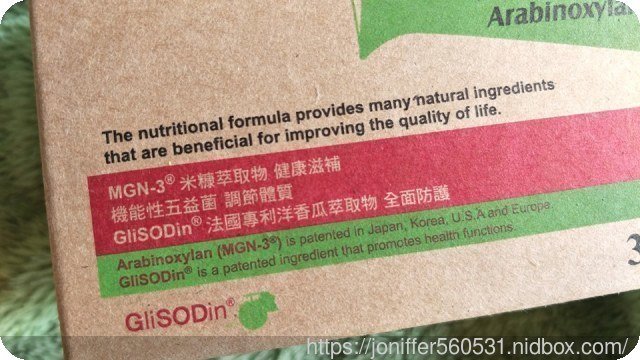 Arabinoxylan
The nutritional formula provides many natural ingredients
that are beneficial for improving the quality of life.
MGN-3® 米糠萃取物 健康滋補
機能性五益菌 調節體質
GliSODin® 法國專利洋香瓜萃取物 全面防護
Arabinoxylan (MGN-3®) is patented in Japan, Korea, U.S.A and Europe
GliSODin® is a patented ingredient that promotes health functions.
3
GliSODin®
https://joniffer560531.nidbox.com/